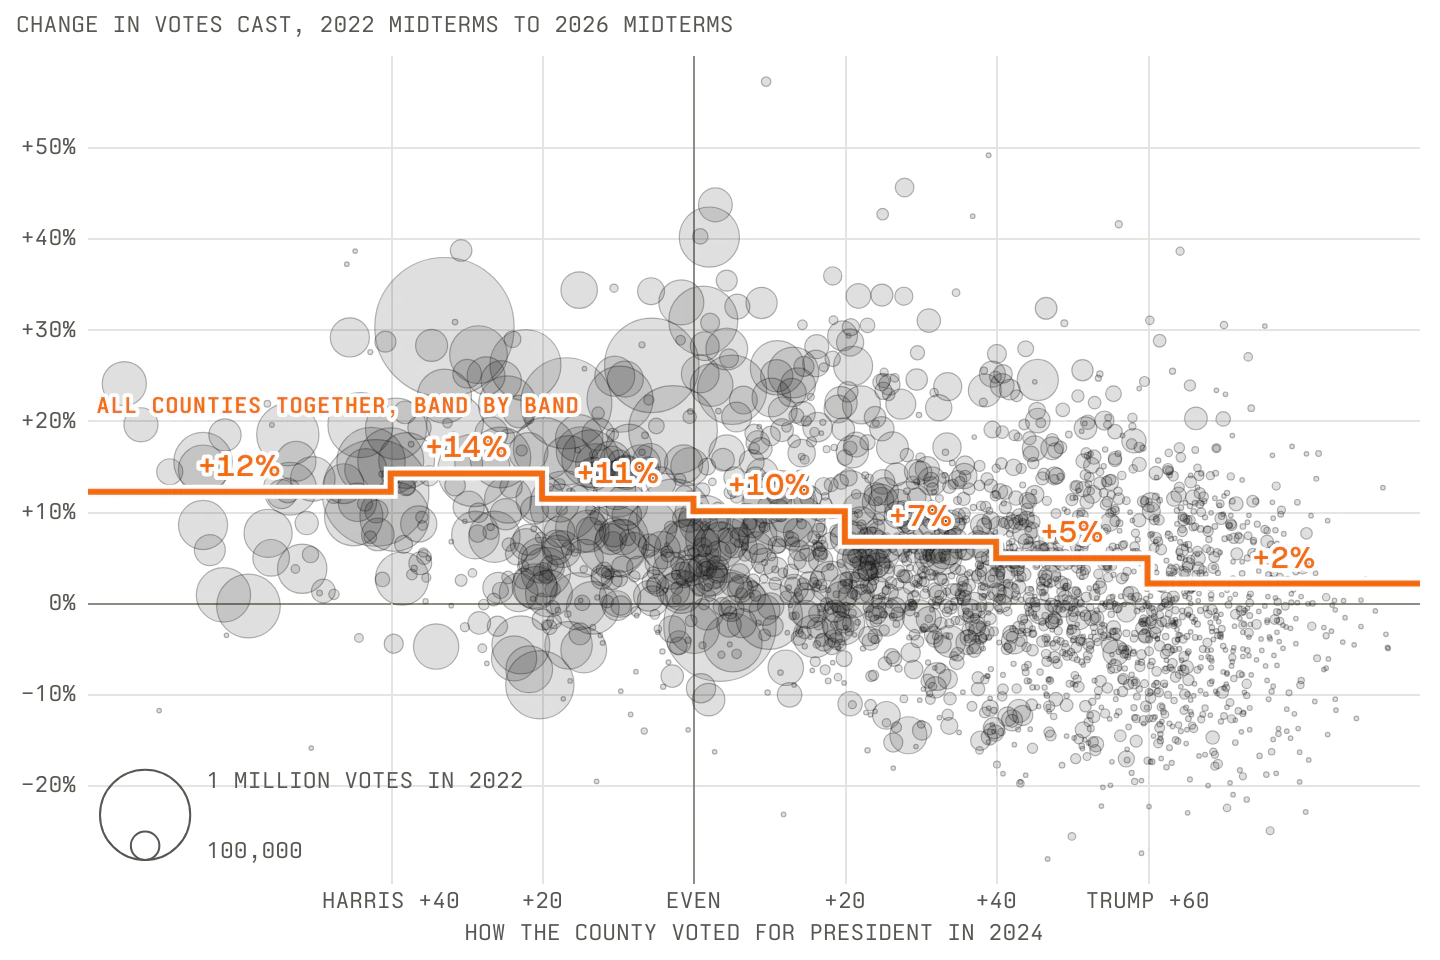 CHANGE IN VOTES CAST, 2022 MIDTERMS TO 2026 MIDTERMS
+50%
+40%
+30%
+20%
ALL COUNTIES TOGETHER, BAND BY BAND
+12%
+14%
+11%
+10%
+7%
+5%
+2%
+10%
0%
−10%
−20%
1 MILLION VOTES IN 2022
100,000
HARRIS +40
+20
EVEN
+20
+40
TRUMP +60
HOW THE COUNTY VOTED FOR PRESIDENT IN 2024